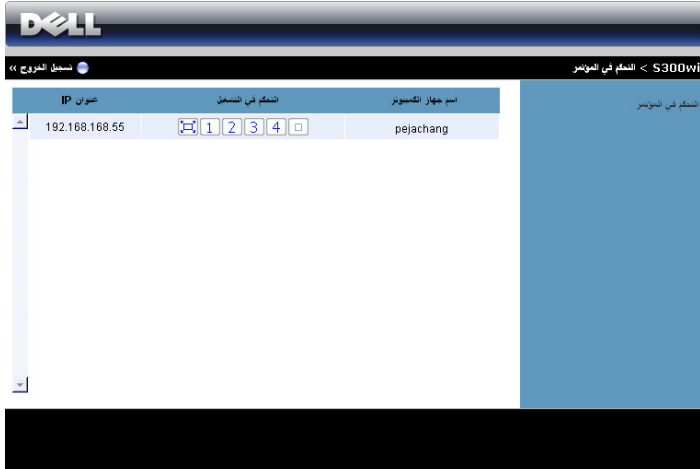 DELL
S300wi > التحكم في المؤتمر
تسجيل الخروج »
التحكم في المؤتمر
اسم جهاز الكمبيوتر التحكم في التشغيل عنوان IP
pejachang 1 2 3 4 192.168.168.55